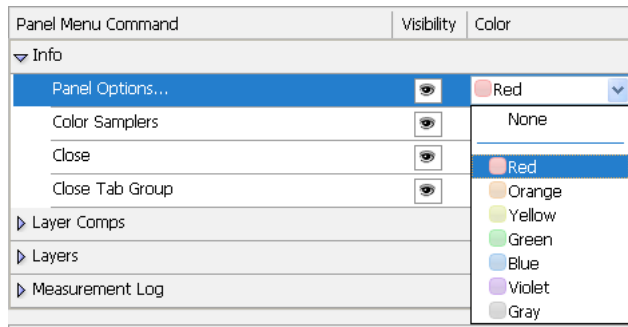 Panel Menu Command Visibility Color
Info
Panel Options... Red
Color Samplers None
Close Red
Close Tab Group Orange
Layer Comps Yellow
Green
Layers Blue
Measurement Log Violet
Gray